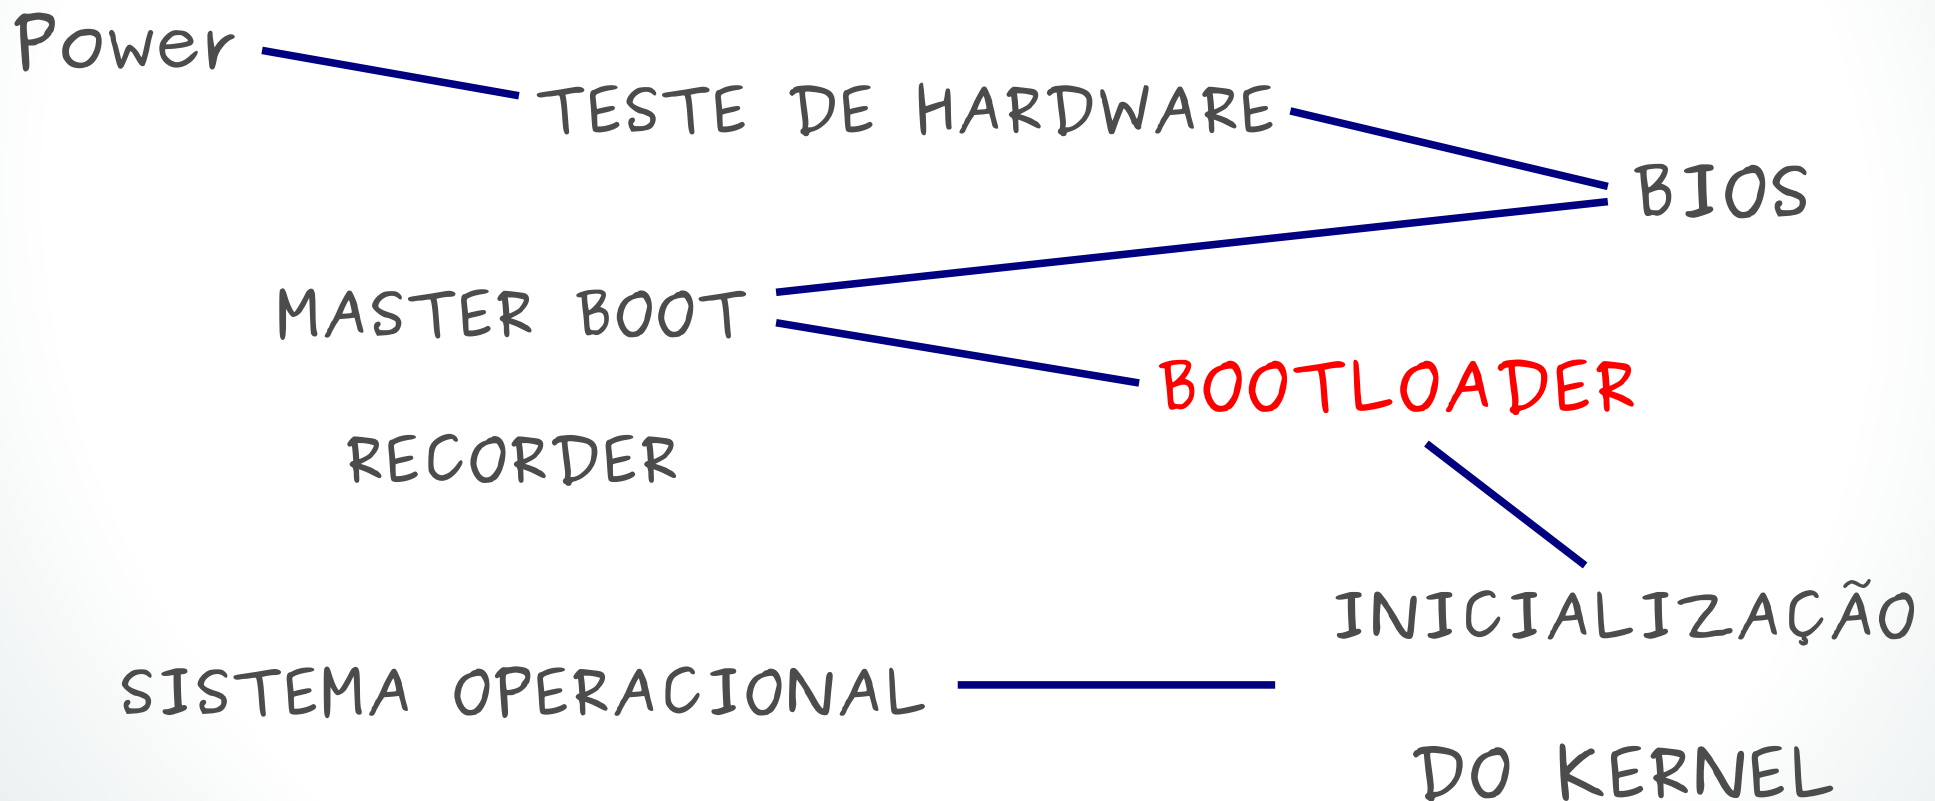 Power
TESTE DE HARDWARE
BIOS
MASTER BOOT
RECORDER
BOOTLOADER
INICIALIZAÇÃO
DO KERNEL
SISTEMA OPERACIONAL